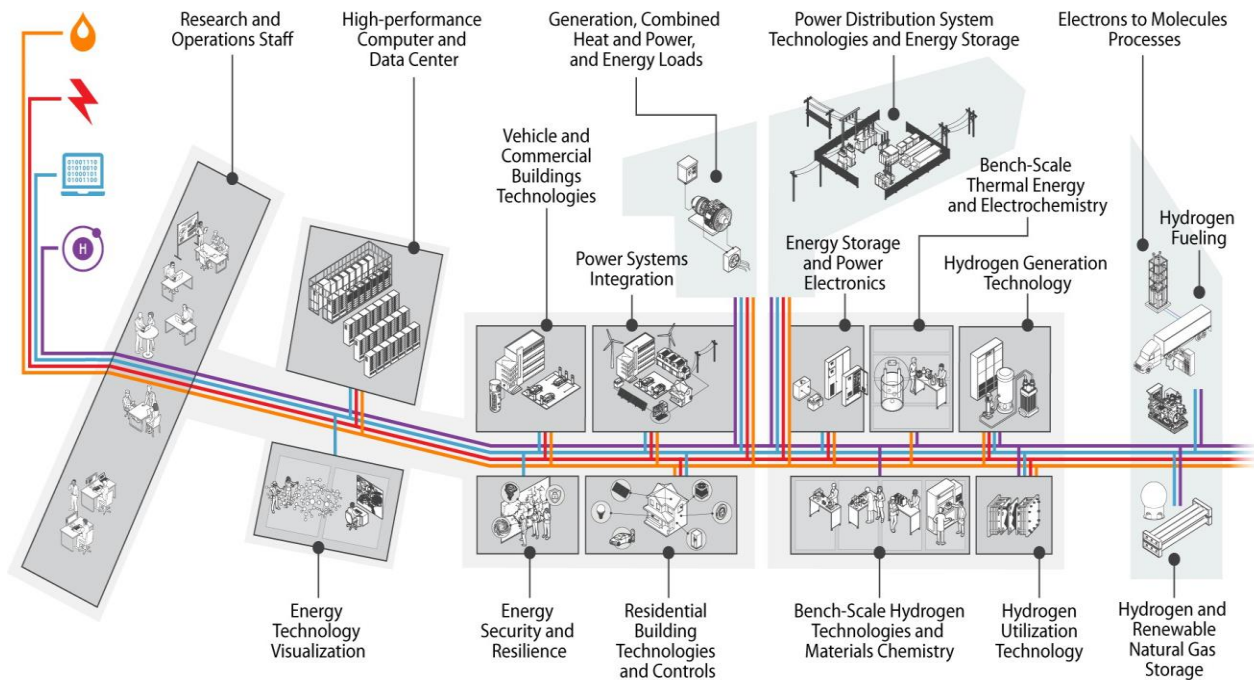 Research and
Operations Staff
High-performance
Computer and
Data Center
Generation, Combined
Heat and Power,
and Energy Loads
Power Distribution System
Technologies and Energy Storage
Electrons to Molecules
Processes
01001110
01010010
01000101
01001100
H
Vehicle and
Commercial
Buildings
Technologies
Power Systems
Integration
Energy Storage
and Power
Electronics
Bench-Scale
Thermal Energy
and Electrochemistry
Hydrogen Generation
Technology
Hydrogen
Fueling
Energy
Technology
Visualization
Energy
Security and
Resilience
Residential
Building
Technologies
and Controls
Bench-Scale Hydrogen
Technologies and
Materials Chemistry
Hydrogen
Utilization
Technology
Hydrogen and
Renewable
Natural Gas
Storage